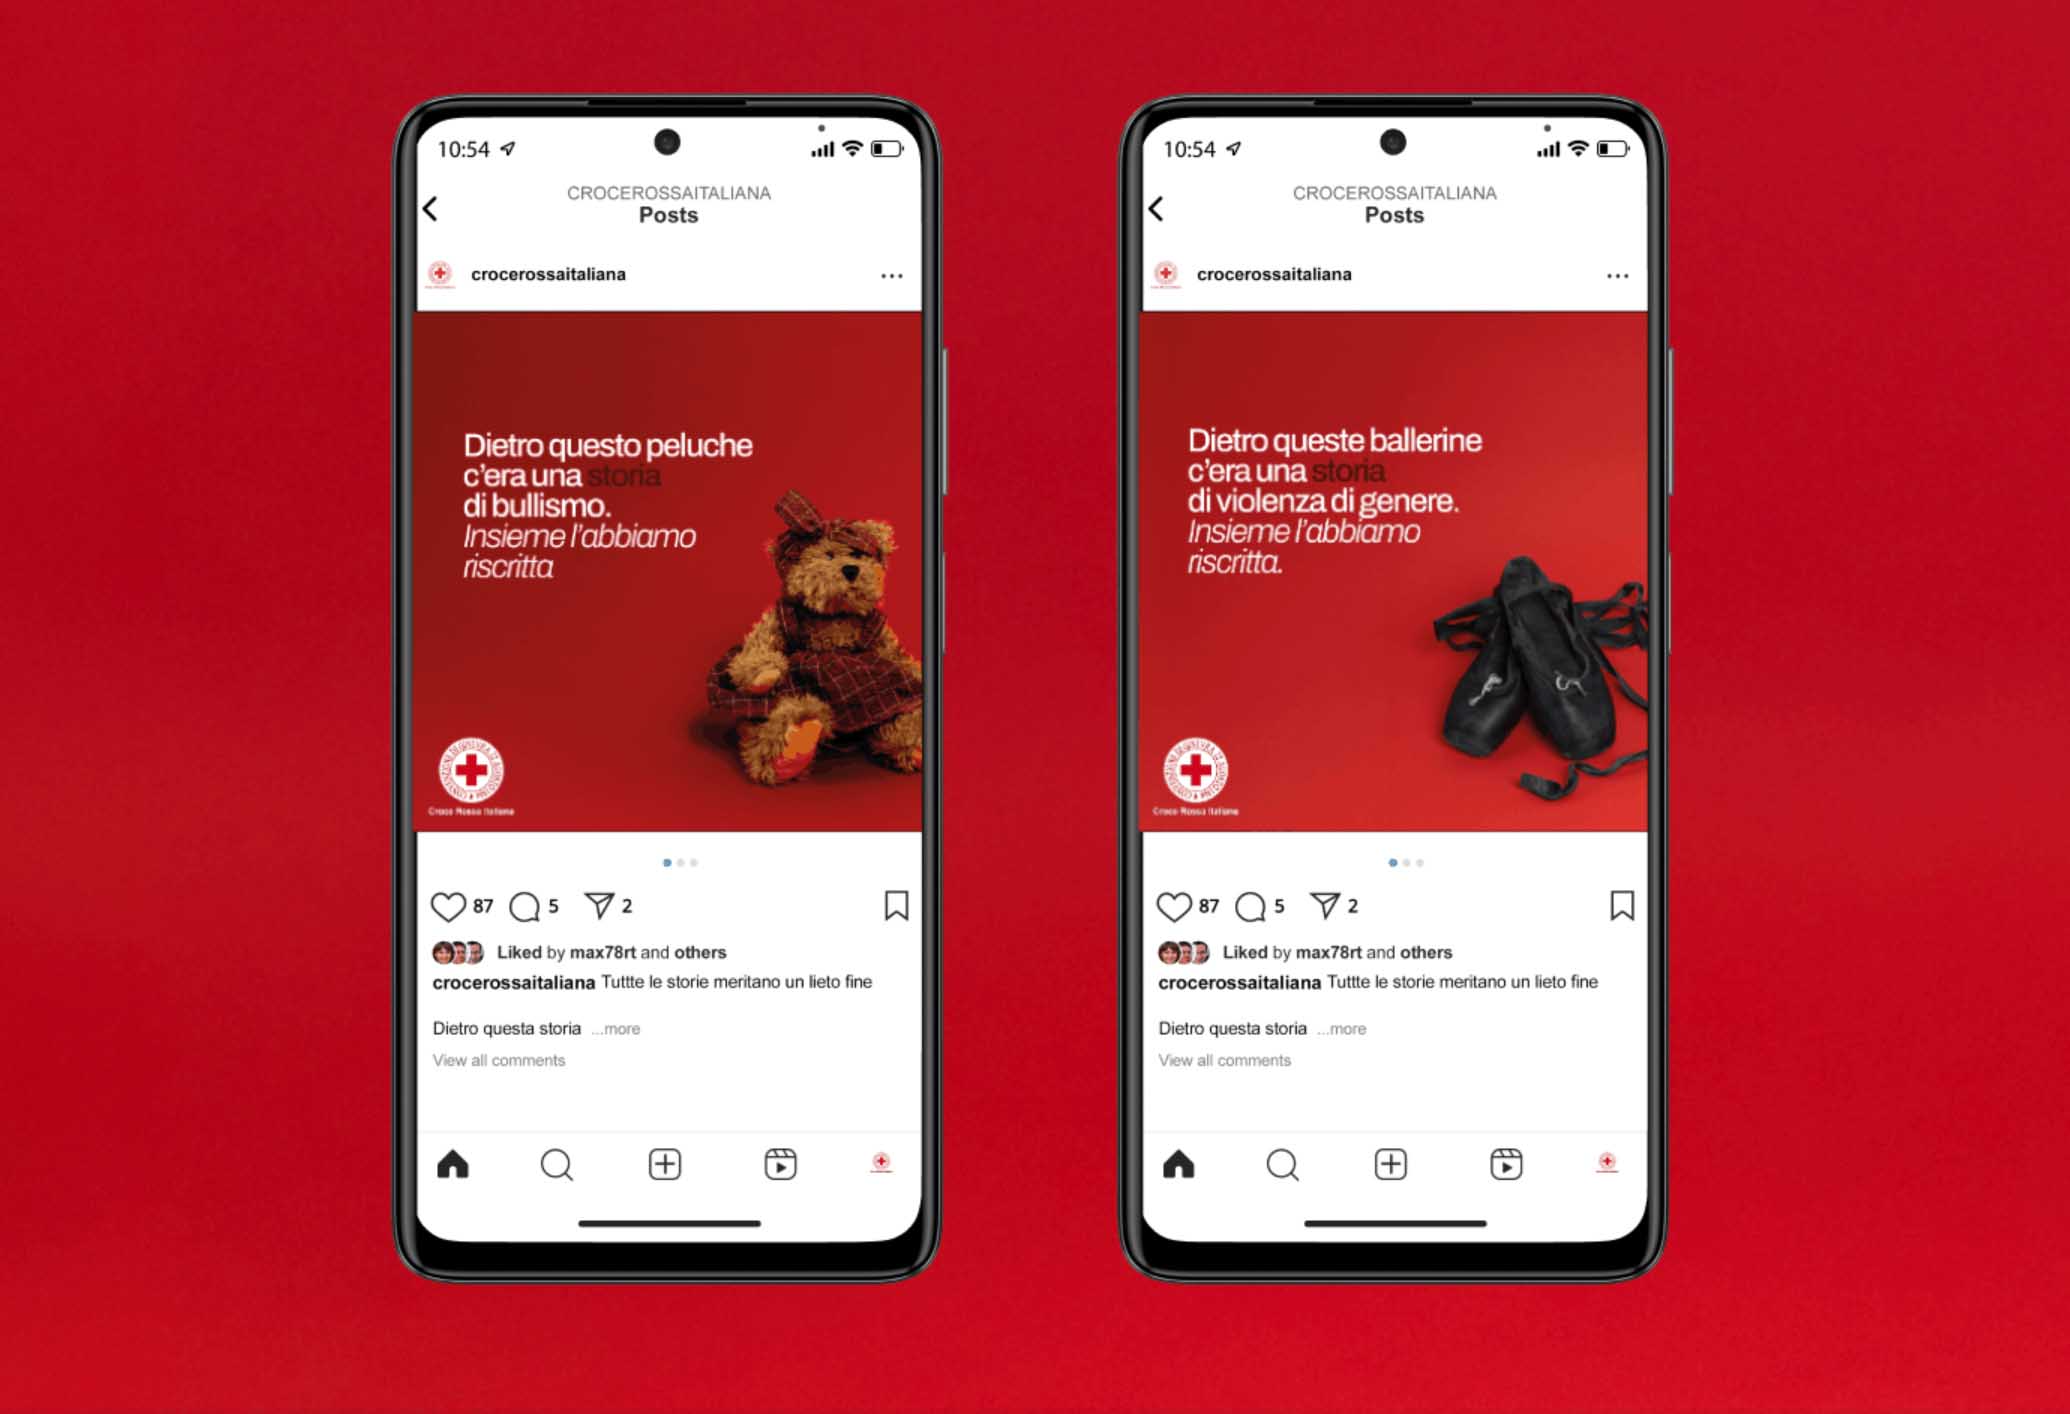 10:54
CROCEROSSAITALIANA
Posts
crocerossaitaliana
Dietro questo peluche
c'era una storia
di bullismo.
Insieme l'abbiamo
riscritta
Croce Rossa Italiana
87 5 2
Liked by max78rt and others
crocerossaitaliana Tuttte le storie meritano un lieto fine
Dietro questa storia ...more
View all comments
10:54
CROCEROSSAITALIANA
Posts
crocerossaitaliana
Dietro queste ballerine
c'era una storia
di violenza di genere.
Insieme l'abbiamo
riscritta.
Croce Rossa Italiana
87 5 2
Liked by max78rt and others
crocerossaitaliana Tuttte le storie meritano un lieto fine
Dietro questa storia ...more
View all comments